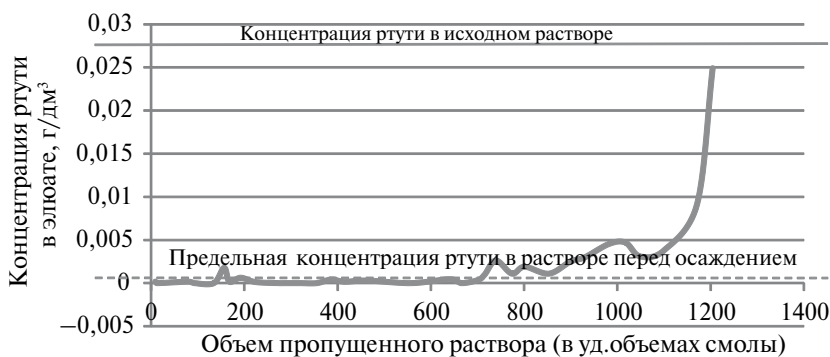 0,03
Концентрация ртути в исходном растворе
0,025
0,02
0,015
0,01
0,005
Предельная концентрация ртути в растворе перед осаждением
0
–0,005
0 200 400 600 800 1000 1200 1400
Концентрация ртути
в элюате, г/дм³
Объем пропущенного раствора (в уд.объемах смолы)